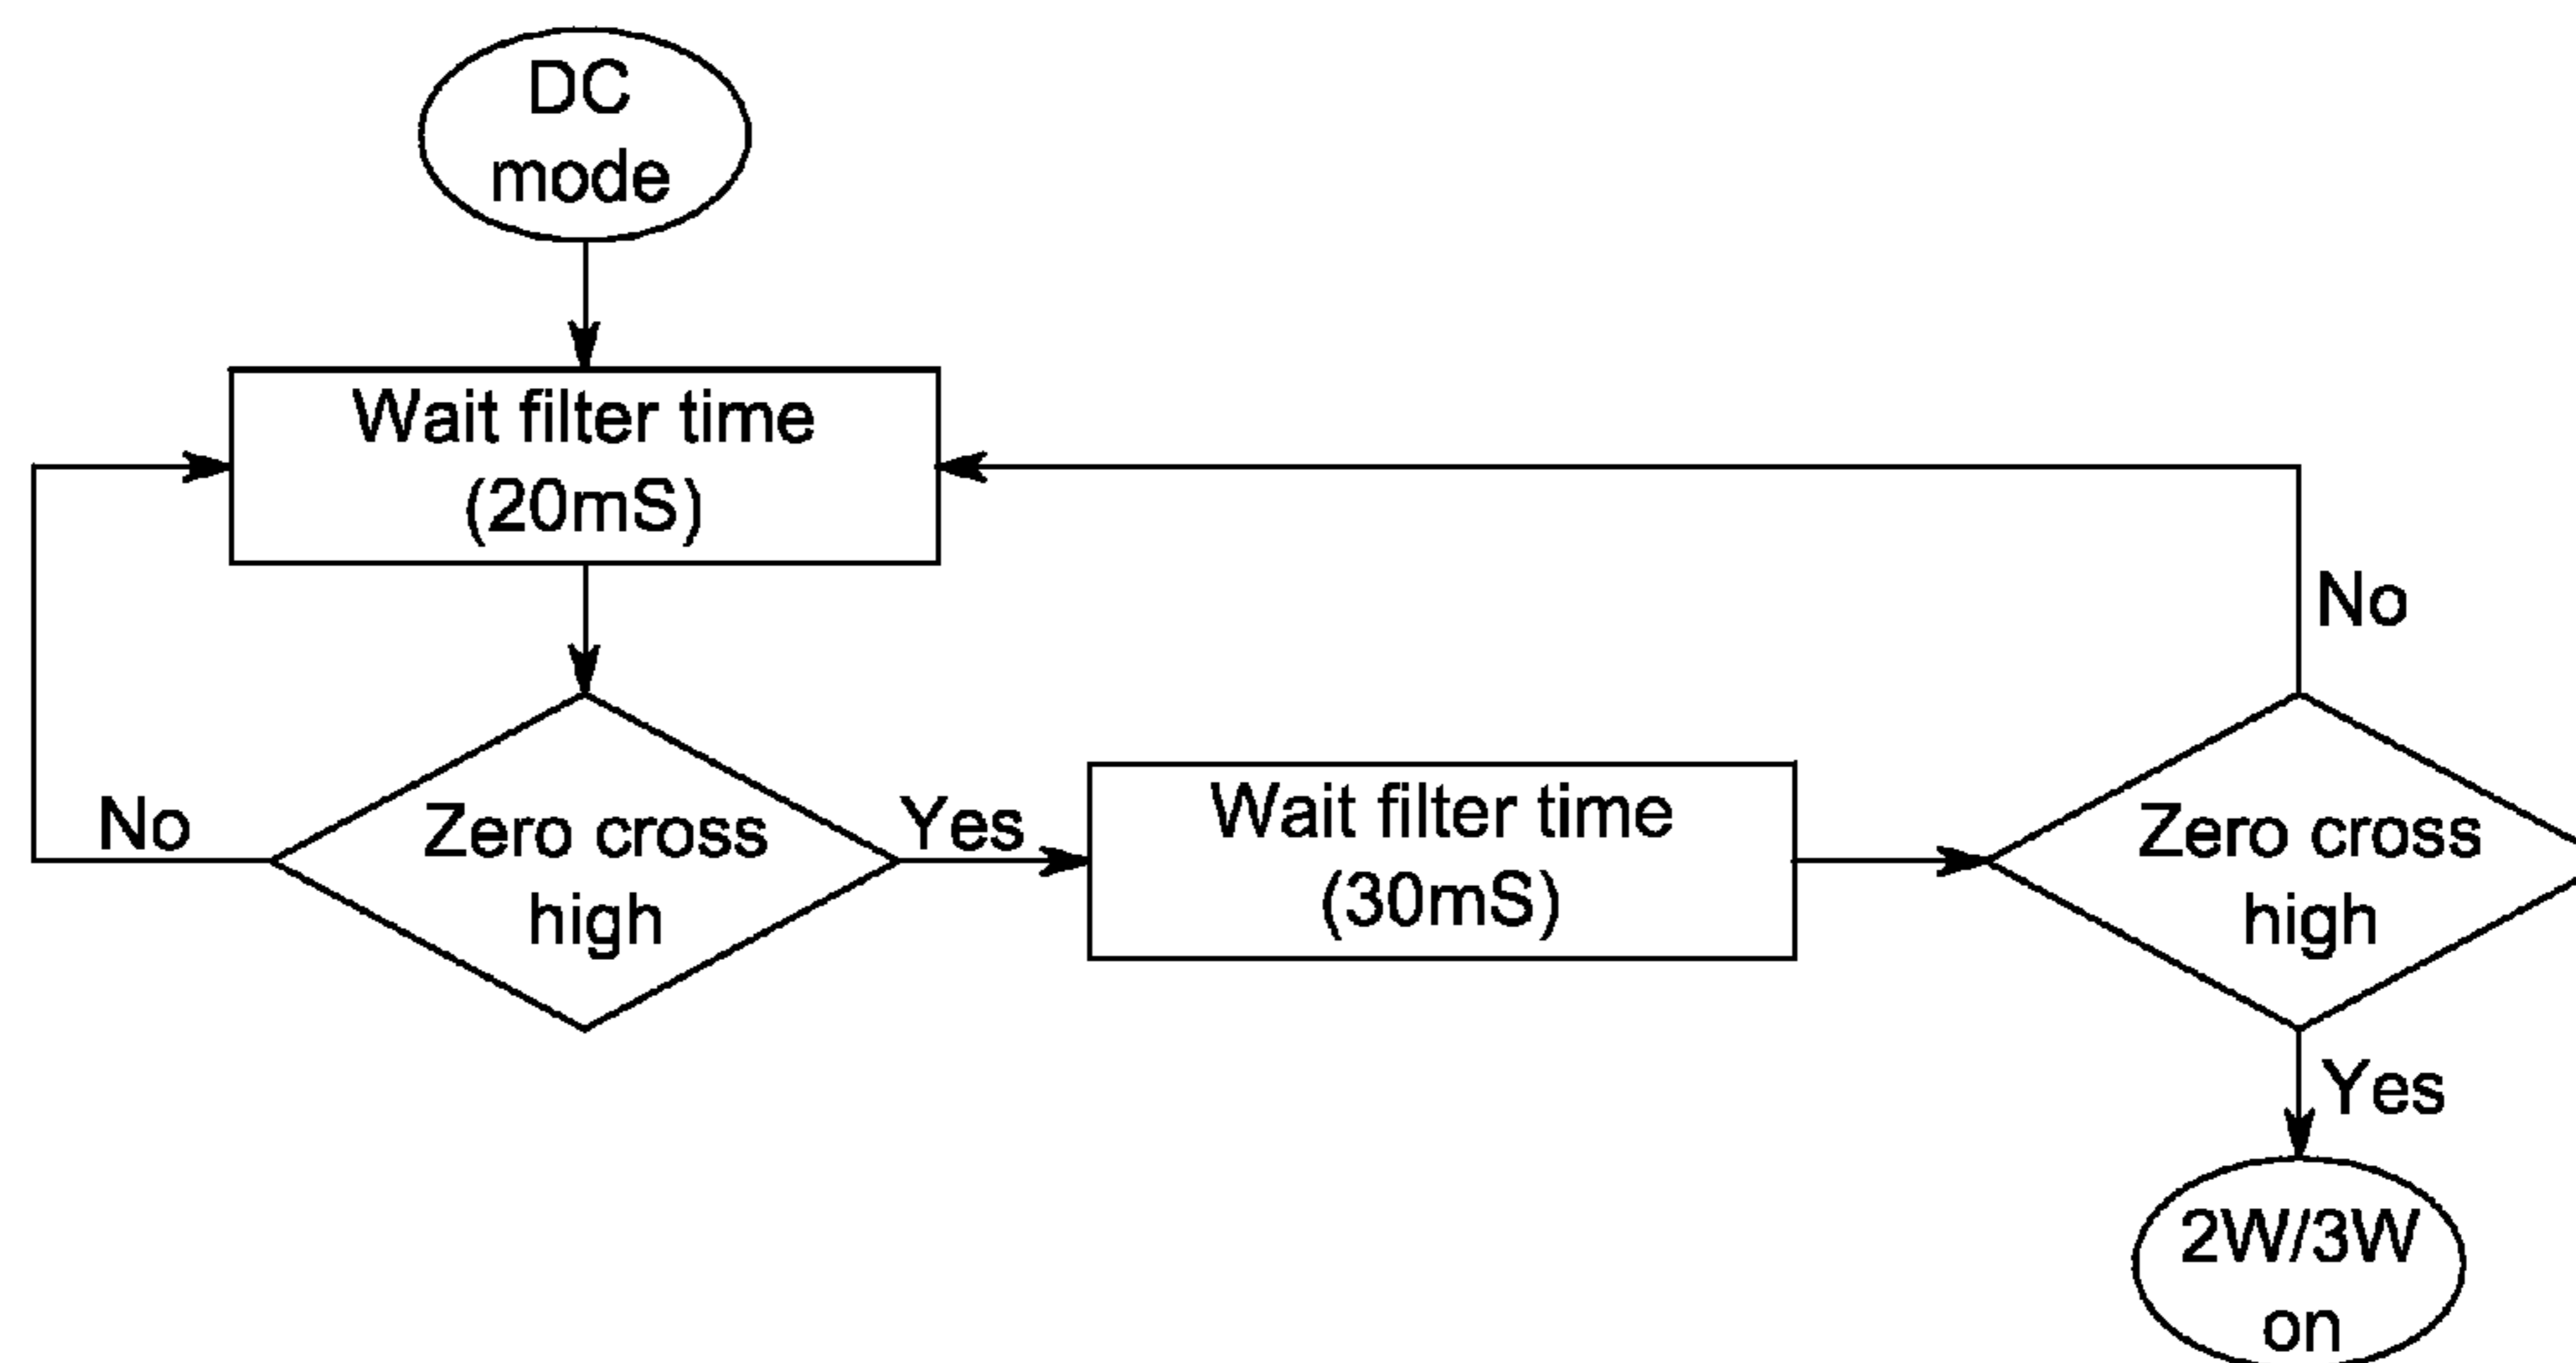 DC
mode
Wait filter time
(20mS)
No
Zero cross
high
Yes
Wait filter time
(30mS)
Zero cross
high
No
Yes
2W/3W
on